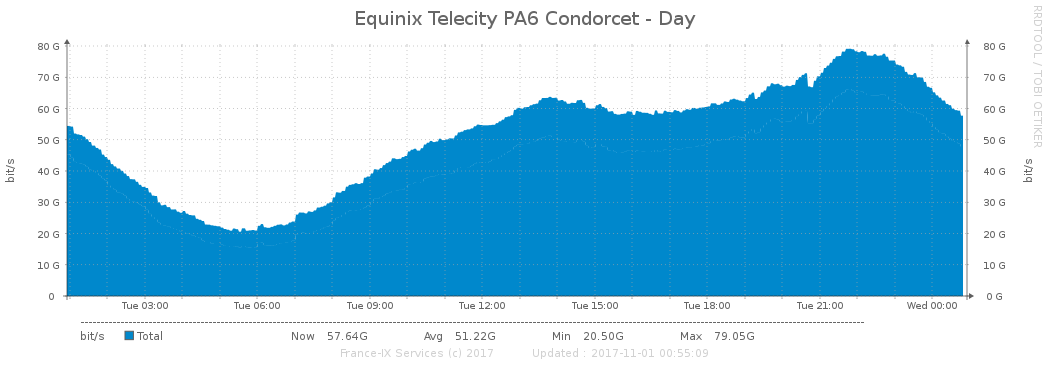 Equinix Telecity PA6 Condorcet - Day
RRDTOOL / TOBI OETIKER
bit/s
80 G
70 G
60 G
50 G
40 G
30 G
20 G
10 G
0
80 G
70 G
60 G
50 G
40 G
30 G
20 G
10 G
0 G
bit/s
Tue 03:00 Tue 06:00 Tue 09:00 Tue 12:00 Tue 15:00 Tue 18:00 Tue 21:00 Wed 00:00
bit/s Total Now 57.64G Avg 51.22G Min 20.50G Max 79.05G
France-IX Services (c) 2017 Updated : 2017-11-01 00:55:09